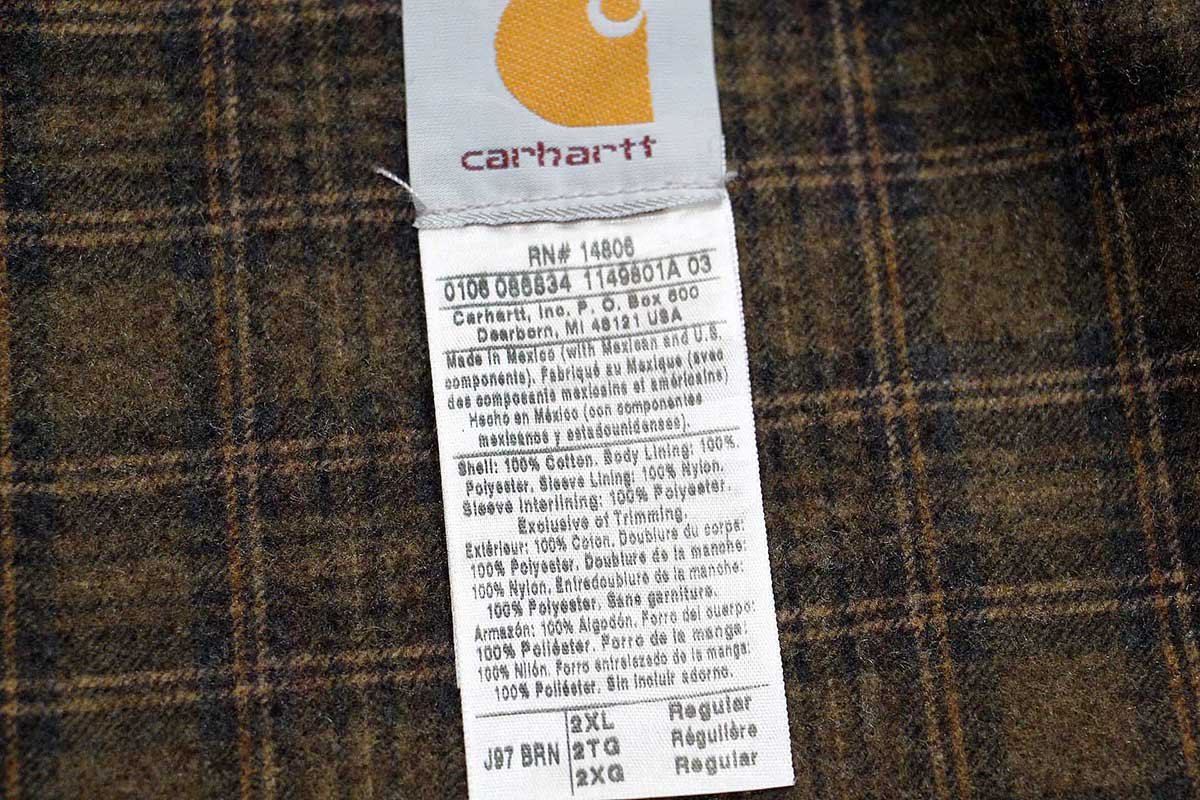 carhartt
RN# 14806
0106 086834 1149801A 03
Carhartt, Inc. P. O. Box 600
Dearborn, MI 48121 USA
Made in Mexico (with Mexican and U.S.
components). Fabriqué au Mexique (avec
des composants mexicains et américains)
Hecho en México (con componentes
mexicanos y estadounidenses).
Shell: 100% Cotton. Body Lining: 100%.
Polyester. Sleeve Lining: 100% Nylon.
Sleeve Interlining: 100% Polyester.
Exclusive of Trimming.
Extérieur: 100% Coton. Doublure du corps:
100% Polyester. Doublure de la manche:
100% Nylon. Entredoublure de la manche:
100% Polyester. Sans garniture.
Armazón: 100% Algodón. Forro del cuerpo:
100% Poliéster. Forro de la manga:
100% Nilón. Forro entrelazado de la manga:
100% Poliéster. Sin incluir adorno.
J97 BRN
2XL Regular
2TG Régulière
2XG Regular